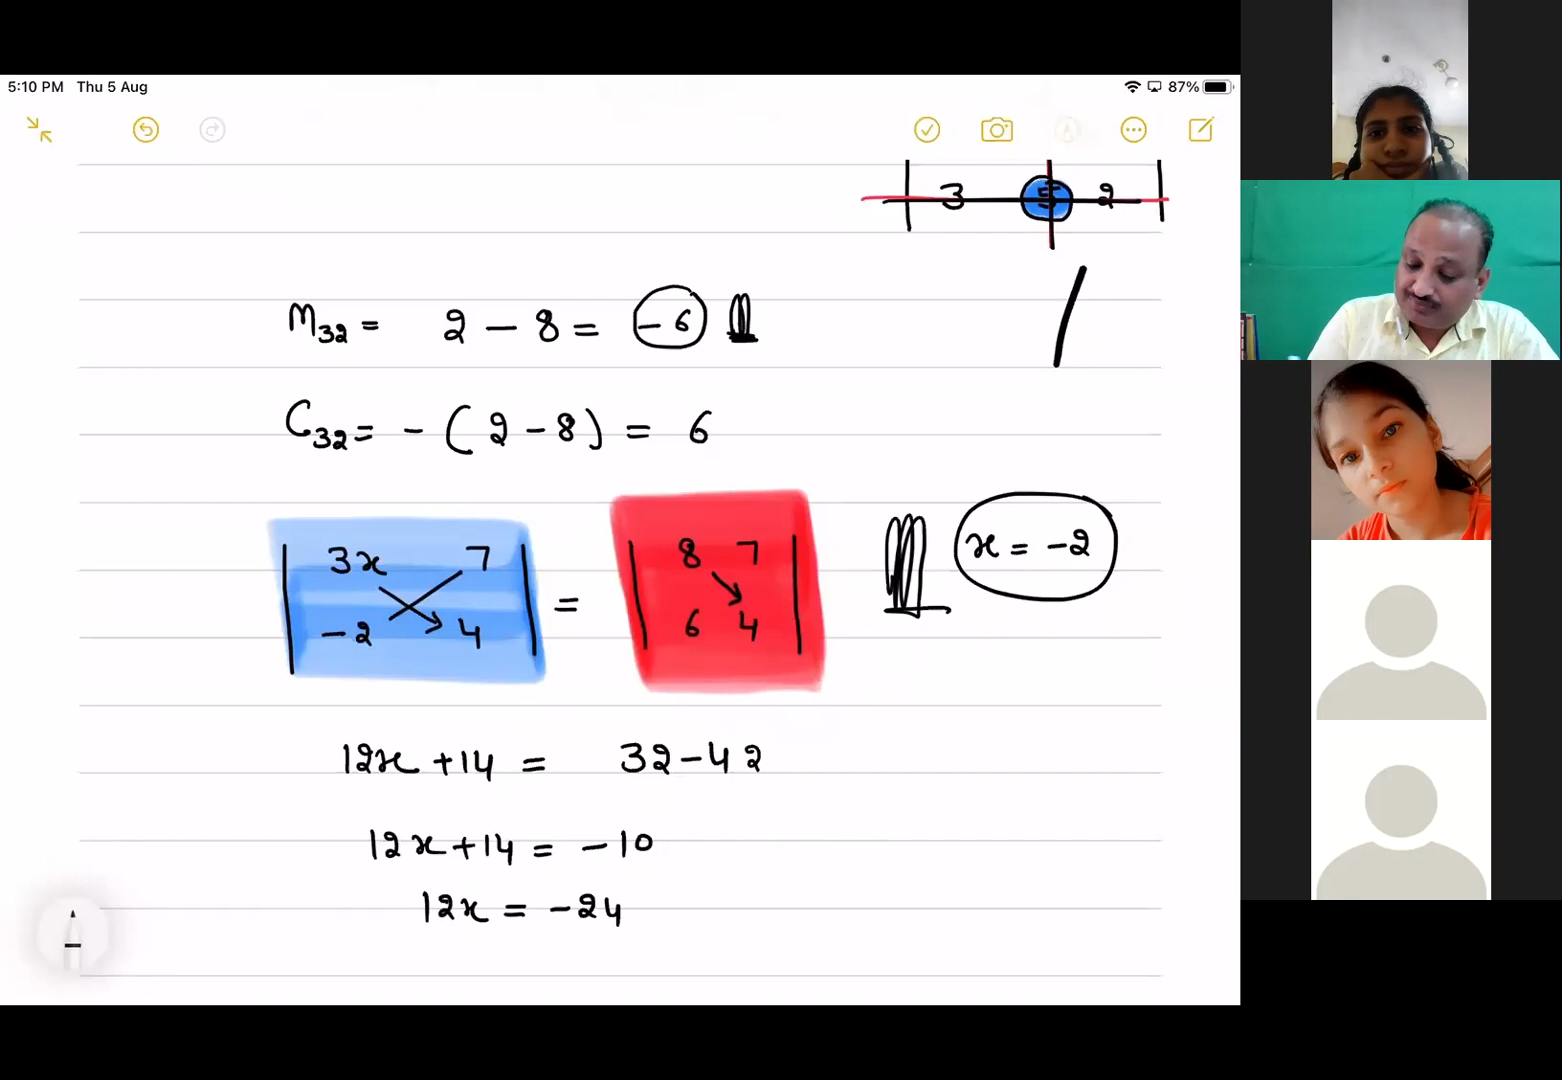 5:10 PM Thu 5 Aug 87%
3 5 2
M32 = 2 - 8 = -6
C32 = - ( 2 - 8 ) = 6
| 3x 7 | = | 8 7 | x = -2
| -2 4 | | 6 4 |
12x + 14 = 32 - 42
12x + 14 = -10
12x = -24